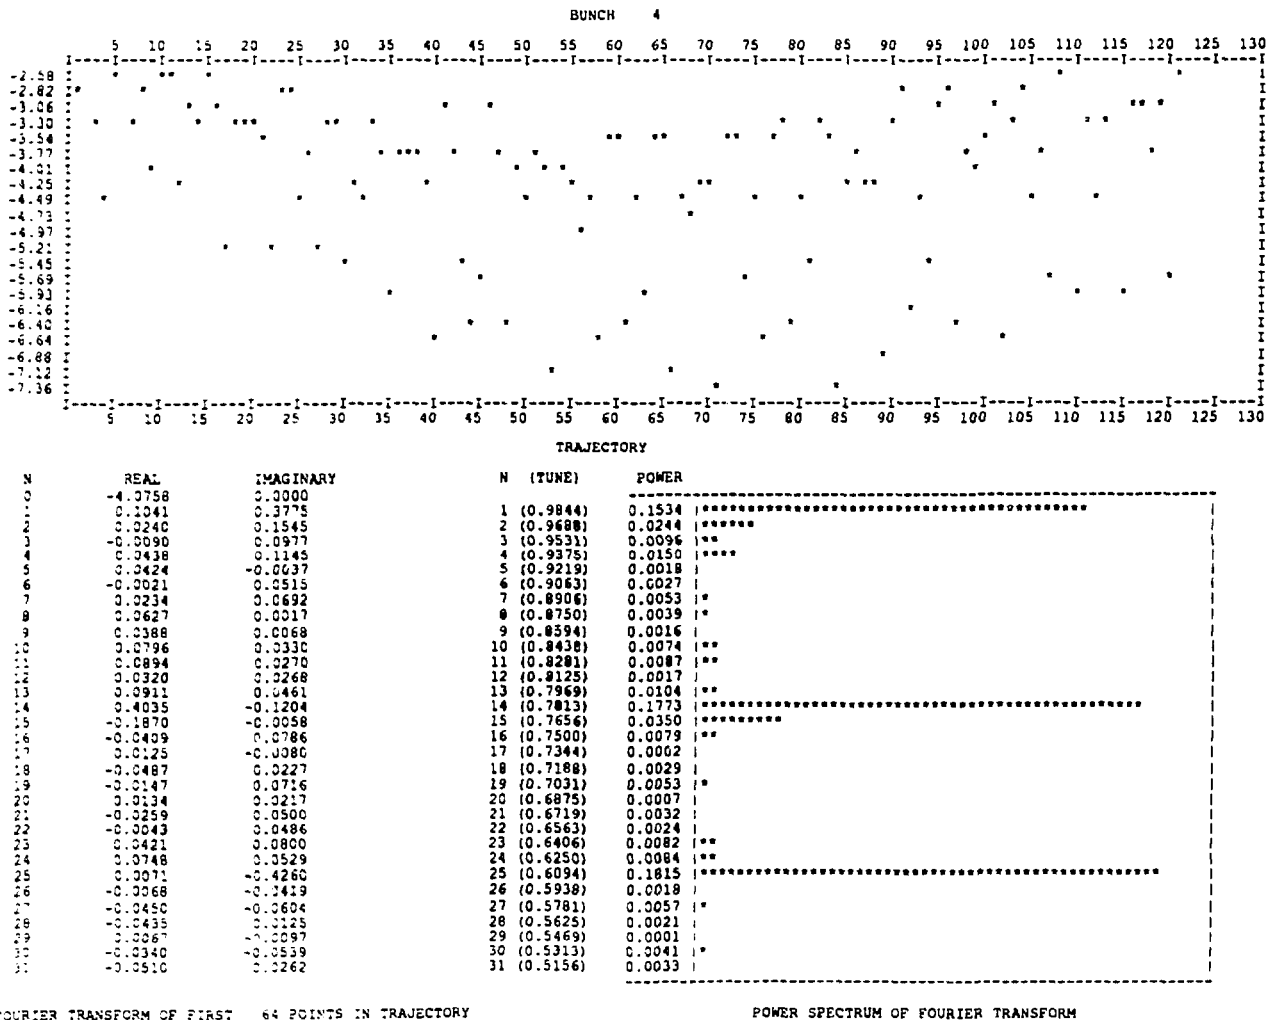 BUNCH 4
5 10 15 20 25 30 35 40 45 50 55 60 65 70 75 80 85 90 95 100 105 110 115 120 125 130
-2.58
-2.82
-3.06
-3.30
-3.54
-3.77
-4.01
-4.25
-4.49
-4.73
-4.97
-5.21
-5.45
-5.69
-5.93
-6.16
-6.40
-6.64
-6.88
-7.12
-7.36
5 10 15 20 25 30 35 40 45 50 55 60 65 70 75 80 85 90 95 100 105 110 115 120 125 130
TRAJECTORY
N REAL IMAGINARY N (TUNE) POWER
0 -4.0758 0.0000
1 0.1041 0.3775 1 (0.9844) 0.1534
2 0.0240 0.1545 2 (0.9688) 0.0244
3 -0.0090 0.0977 3 (0.9531) 0.0096
4 0.0438 0.1145 4 (0.9375) 0.0150
5 0.0424 -0.0037 5 (0.9219) 0.0018
6 -0.0021 0.0515 6 (0.9063) 0.0027
7 0.0234 0.0692 7 (0.8906) 0.0053
8 0.0627 0.0017 8 (0.8750) 0.0039
9 0.0388 0.0068 9 (0.8594) 0.0016
10 0.0796 0.0330 10 (0.8438) 0.0074
11 0.0894 0.0270 11 (0.8281) 0.0087
12 0.0320 0.0268 12 (0.8125) 0.0017
13 0.0911 0.0461 13 (0.7969) 0.0104
14 0.4035 -0.1204 14 (0.7813) 0.1773
15 -0.1870 -0.0058 15 (0.7656) 0.0350
16 -0.0409 0.0786 16 (0.7500) 0.0079
17 0.0125 -0.0080 17 (0.7344) 0.0002
18 -0.0487 0.0227 18 (0.7188) 0.0029
19 -0.0147 0.0716 19 (0.7031) 0.0053
20 0.0134 0.0217 20 (0.6875) 0.0007
21 -0.0259 0.0500 21 (0.6719) 0.0032
22 -0.0043 0.0486 22 (0.6563) 0.0024
23 0.0421 0.0800 23 (0.6406) 0.0082
24 0.0748 0.0529 24 (0.6250) 0.0084
25 0.0071 -0.4260 25 (0.6094) 0.1815
26 -0.0068 -0.0419 26 (0.5938) 0.0018
27 -0.0450 -0.0604 27 (0.5781) 0.0057
28 -0.0435 0.0125 28 (0.5625) 0.0021
29 0.0067 -0.0097 29 (0.5469) 0.0001
30 -0.0340 -0.0539 30 (0.5313) 0.0041
31 -0.0510 0.0262 31 (0.5156) 0.0033
FOURIER TRANSFORM OF FIRST 64 POINTS IN TRAJECTORY POWER SPECTRUM OF FOURIER TRANSFORM